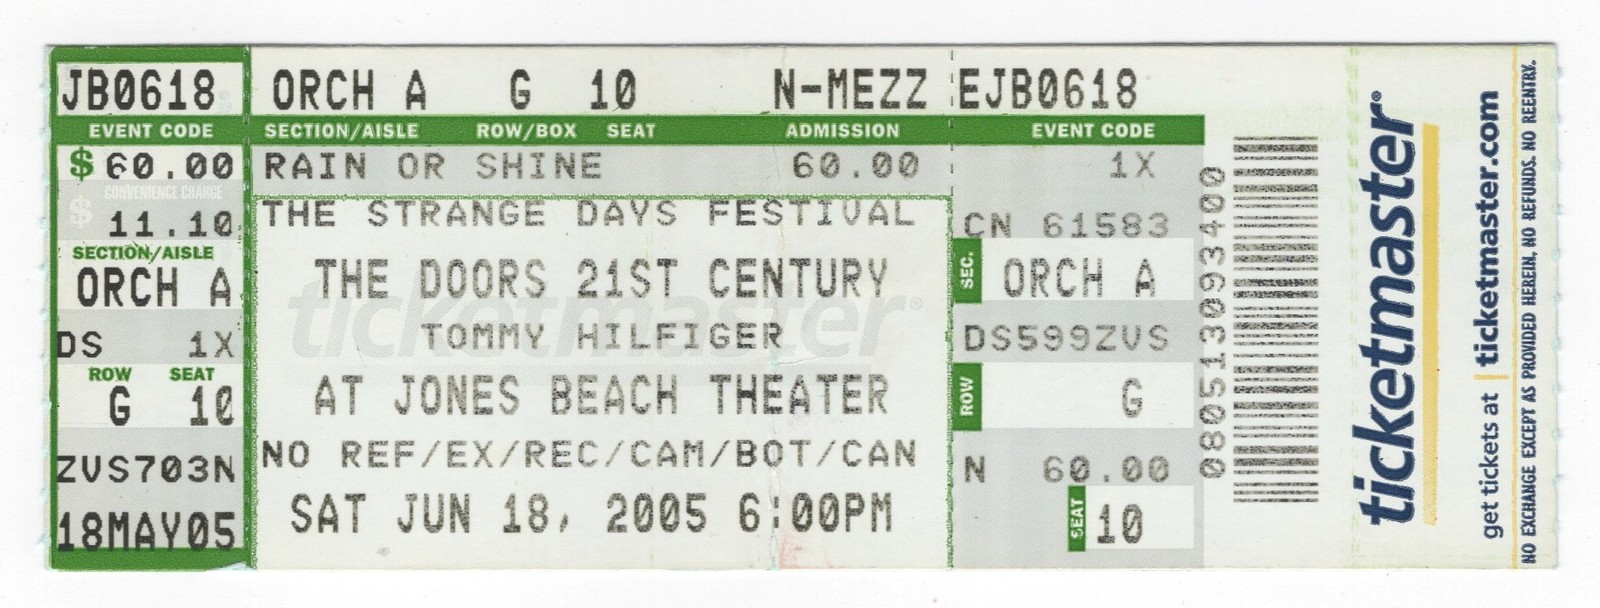 JB0618
EVENT CODE
$ 60.00
CONVENIENCE CHARGE
$ 11.10
SECTION/AISLE
ORCH A
DS 1X
ROW SEAT
G 10
ZVS703N
18MAY05
ORCH A G 10 N-MEZZ
SECTION/AISLE ROW/BOX SEAT ADMISSION
RAIN OR SHINE 60.00
THE STRANGE DAYS FESTIVAL
THE DOORS 21ST CENTURY
ticketmaster®
TOMMY HILFIGER
AT JONES BEACH THEATER
NO REF/EX/REC/CAM/BOT/CAN
SAT JUN 18, 2005 6:00PM
EJB0618
EVENT CODE
1X
CN 61583
SEC. ORCH A
DS599ZVS
ROW G
N 60.00
SEAT 10
0805130993400
ticketmaster®
get tickets at | ticketmaster.com
NO EXCHANGE EXCEPT AS PROVIDED HEREIN, NO REFUNDS. NO REENTRY.